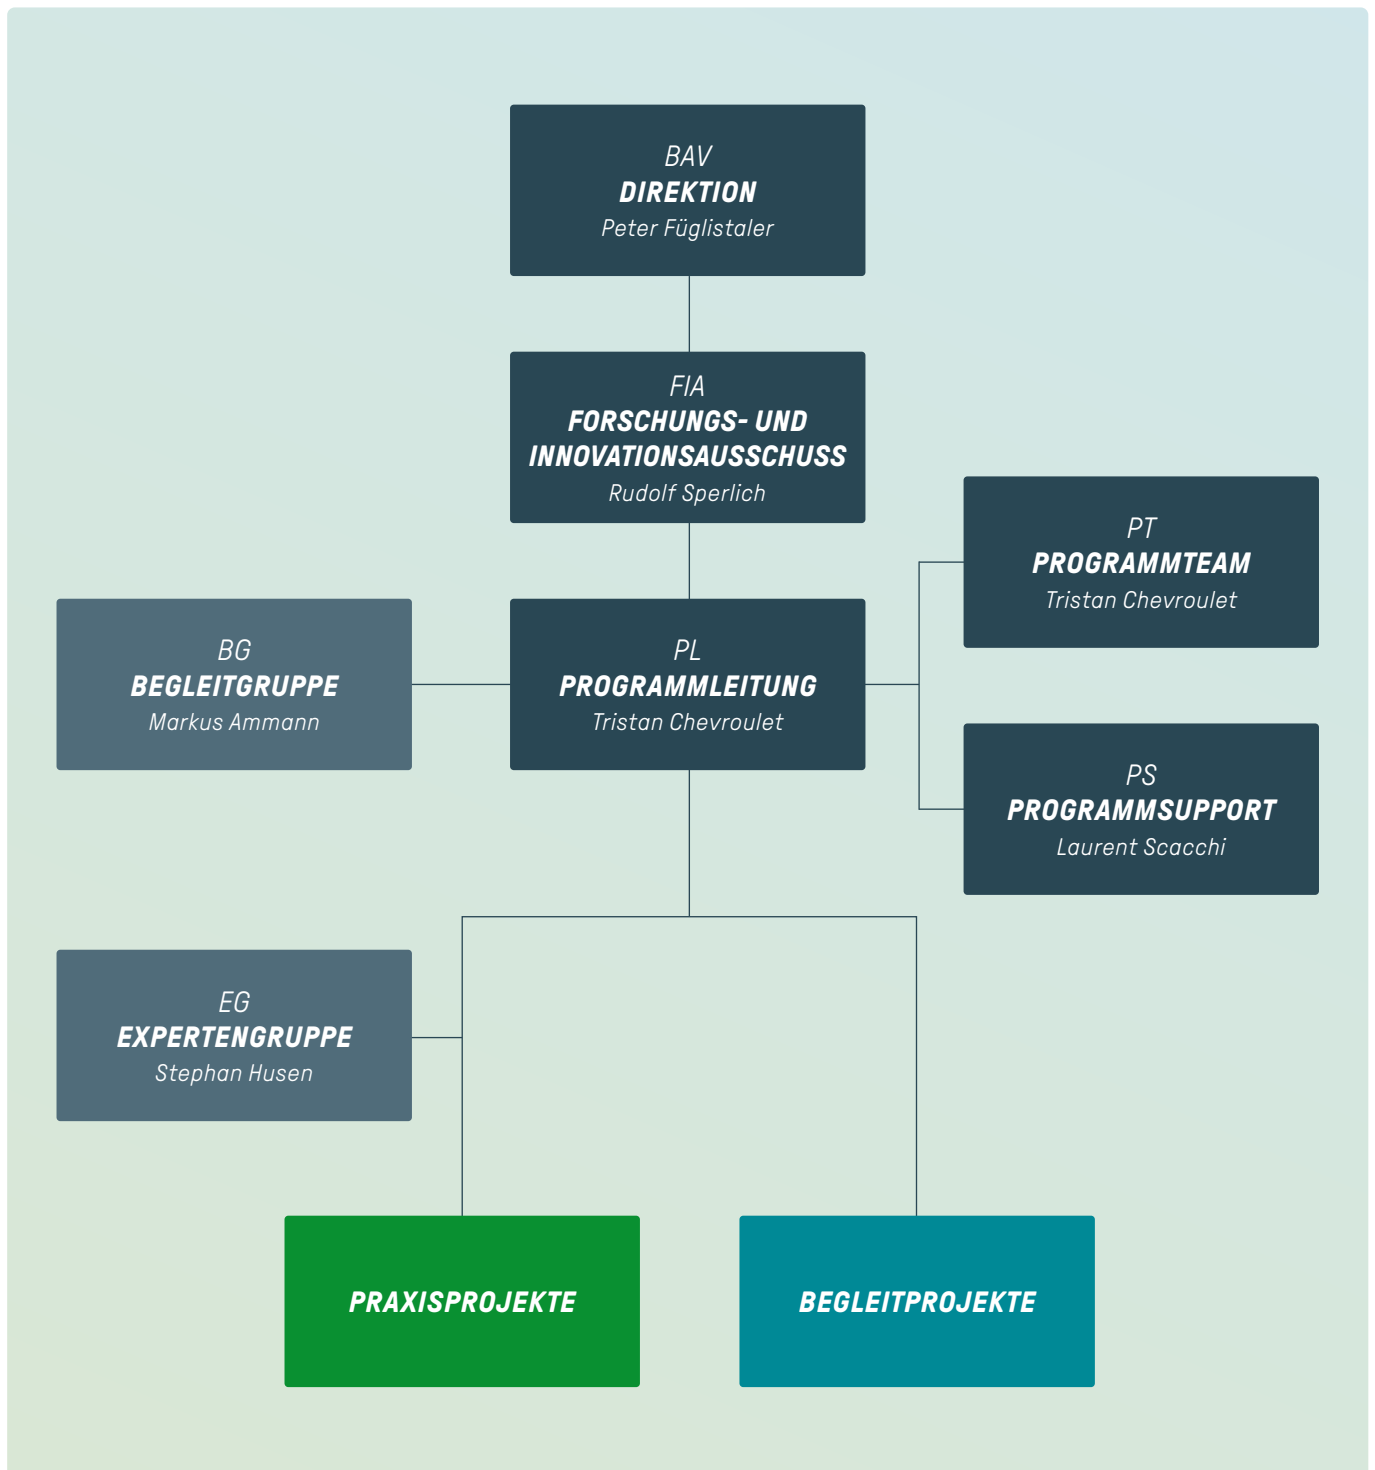 BAV
DIREKTION
Peter Füglistaler
FIA
FORSCHUNGS- UND
INNOVATIONSAUSSCHUSS
Rudolf Sperlich
PT
PROGRAMMTEAM
Tristan Chevroulet
BG
BEGLEITGRUPPE
Markus Ammann
PL
PROGRAMMLEITUNG
Tristan Chevroulet
PS
PROGRAMMSUPPORT
Laurent Scacchi
EG
EXPERTENGRUPPE
Stephan Husen
PRAXISPROJEKTE
BEGLEITPROJEKTE